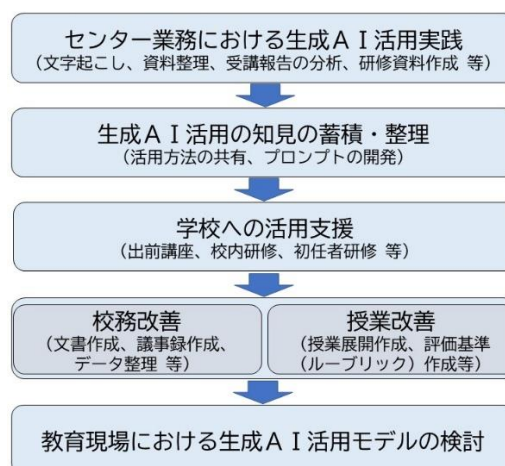 センター業務における生成ＡＩ活用実践
(文字起こし、資料整理、受講報告の分析、研修資料作成 等)
生成ＡＩ活用の知見の蓄積・整理
(活用方法の共有、プロンプトの開発)
学校への活用支援
(出前講座、校内研修、初任者研修 等)
校務改善
(文書作成、議事録作成、
データ整理 等)
授業改善
(授業展開作成、評価基準
(ルーブリック）作成等)
教育現場における生成ＡＩ活用モデルの検討